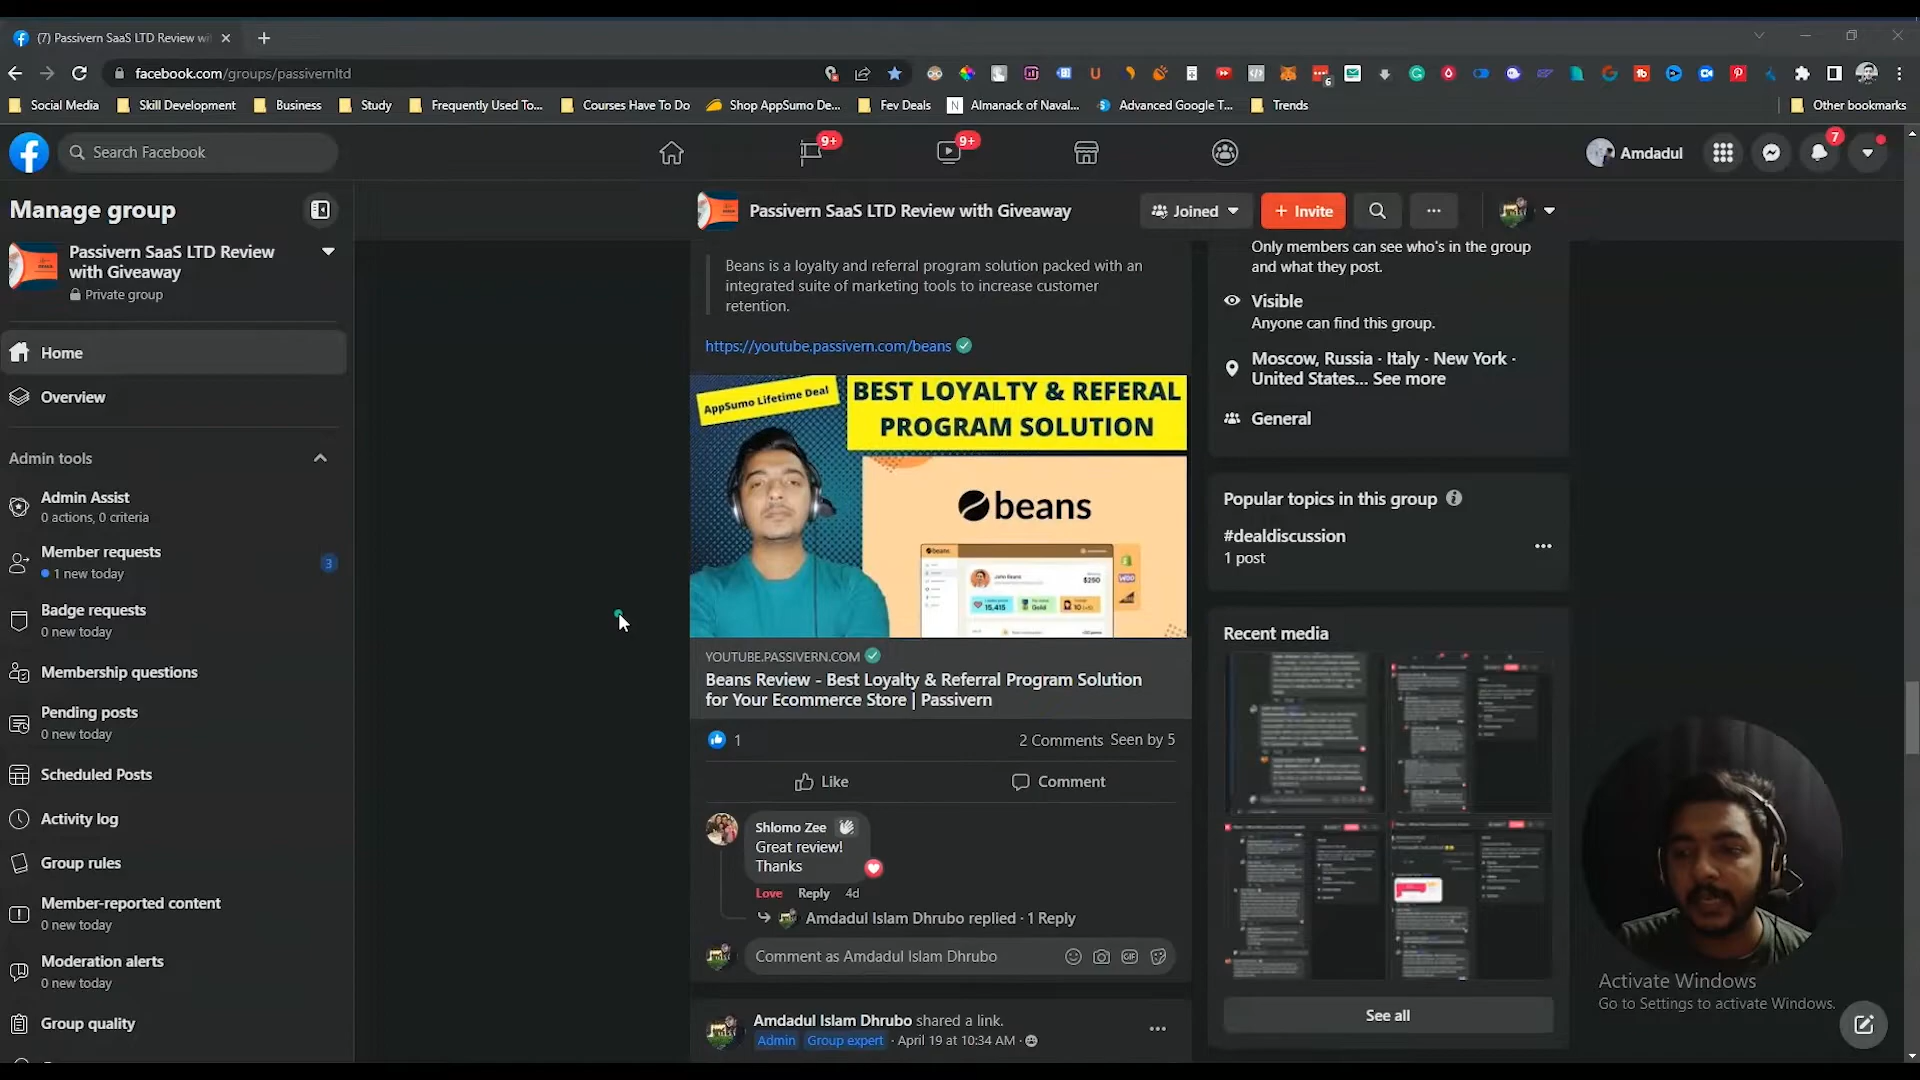 (7) Passivern SaaS LTD Review wi
facebook.com/groups/passivernltd
6
Social Media
Skill Development
Business
Study
Frequently Used To...
Courses Have To Do
Shop AppSumo De...
Fev Deals
Almanack of Naval...
Advanced Google T...
Trends
Other bookmarks
Search Facebook
9+
9+
Amdadul
7
Manage group
Passivern SaaS LTD Review
with Giveaway
Private group
Home
Overview
Admin tools
Admin Assist
0 actions, 0 criteria
Member requests
1 new today
3
Badge requests
0 new today
Membership questions
Pending posts
0 new today
Scheduled Posts
Activity log
Group rules
Member-reported content
0 new today
Moderation alerts
0 new today
Group quality
Passivern SaaS LTD Review with Giveaway
Joined
+ Invite
Beans is a loyalty and referral program solution packed with an
integrated suite of marketing tools to increase customer
retention.
https://youtube.passivern.com/beans
AppSumo Lifetime Deal
BEST LOYALTY & REFERAL
PROGRAM SOLUTION
beans
beans
$250
15,415
Gold
10
WOO
YOUTUBE.PASSIVERN.COM
Beans Review - Best Loyalty & Referral Program Solution
for Your Ecommerce Store | Passivern
1
2 Comments Seen by 5
Like
Comment
Shlomo Zee
Great review!
Thanks
Love Reply 4d
Amdadul Islam Dhrubo replied · 1 Reply
Comment as Amdadul Islam Dhrubo
GIF
Amdadul Islam Dhrubo shared a link.
Admin Group expert · April 19 at 10:34 AM ·
Only members can see who's in the group
and what they post.
Visible
Anyone can find this group.
Moscow, Russia · Italy · New York ·
United States... See more
General
Popular topics in this group
#dealdiscussion
1 post
Recent media
See all
Activate Windows
Go to Settings to activate Windows.